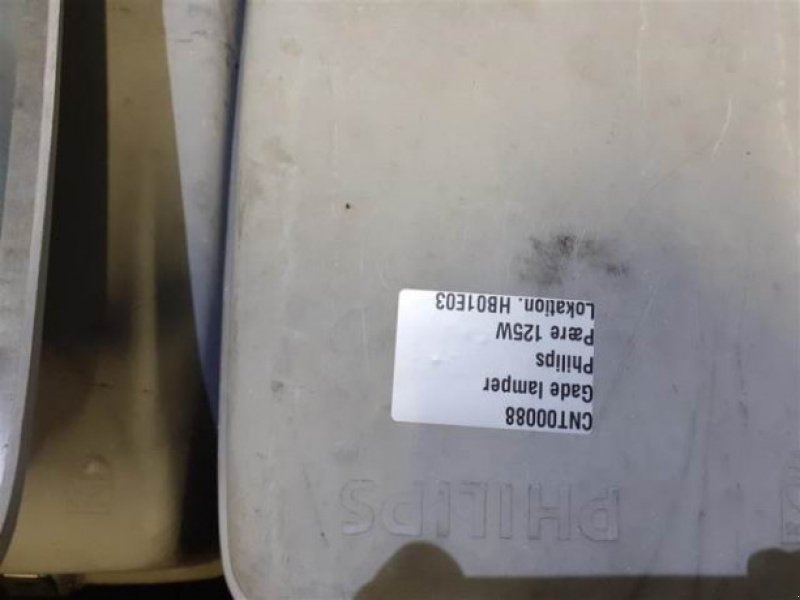 CNT00088
Gade lamper
Philips
Pære 125W
Lokation. HB01E03
PHILIPS